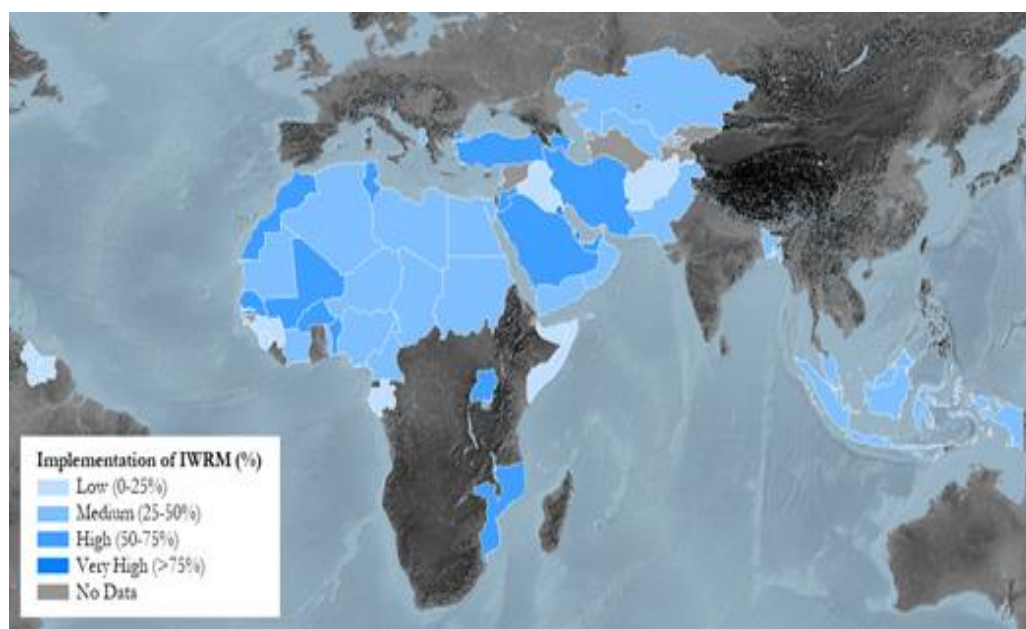 Implementation of IWRM (%)
Low (0-25%)
Medium (25-50%)
High (50-75%)
Very High (>75%)
No Data